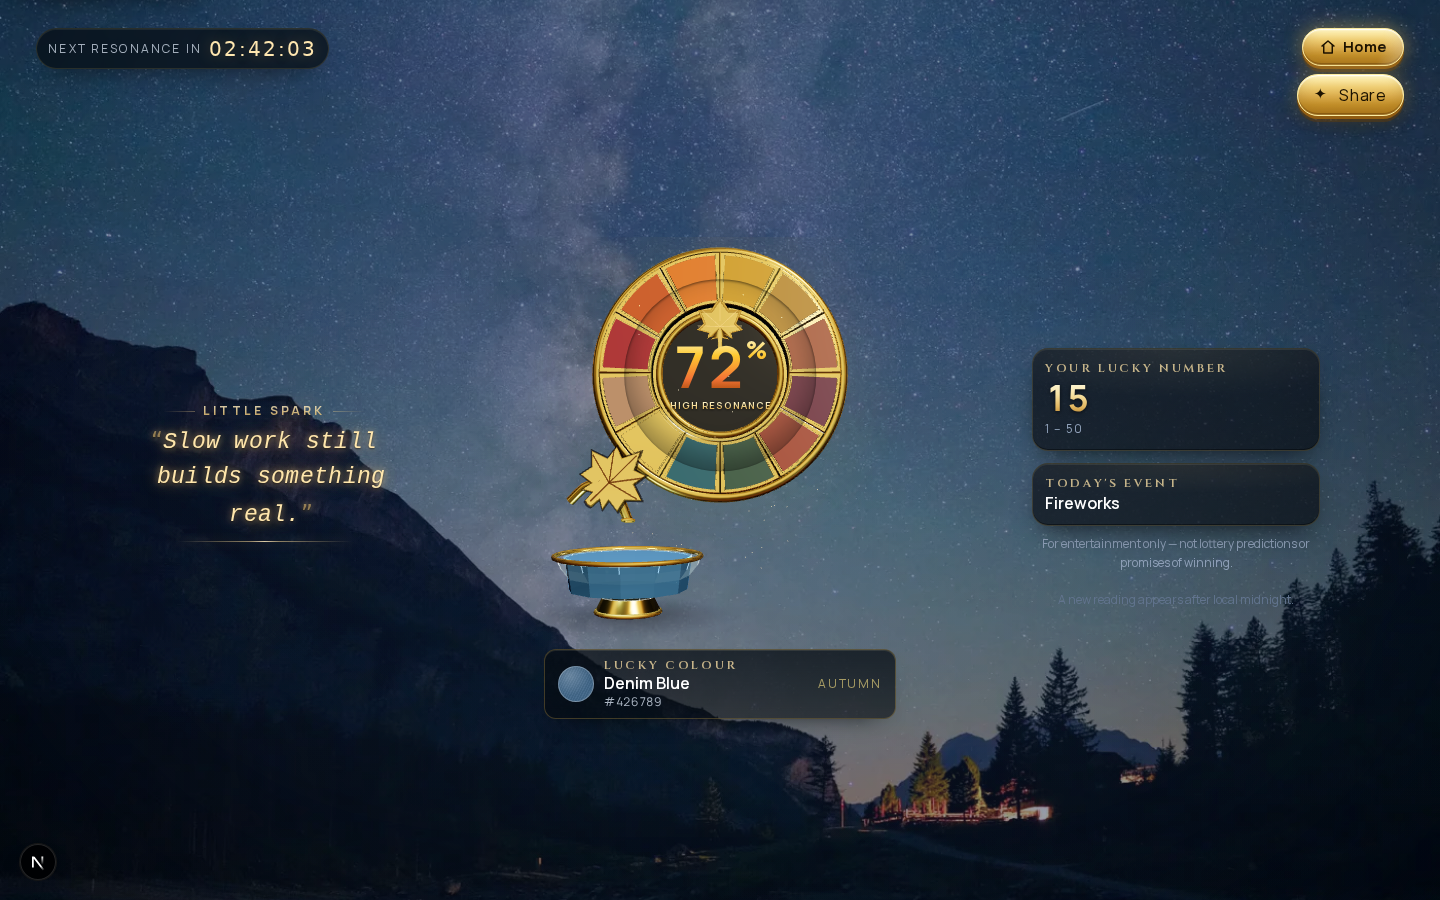 NEXT RESONANCE IN 02:42:03
Home
Share
72%
HIGH RESONANCE
LITTLE SPARK
"Slow work still
builds something
real."
YOUR LUCKY NUMBER
15
1 – 50
TODAY'S EVENT
Fireworks
For entertainment only — not lottery predictions or
promises of winning.
A new reading appears after local midnight.
LUCKY COLOUR
Denim Blue
#426789
AUTUMN
N